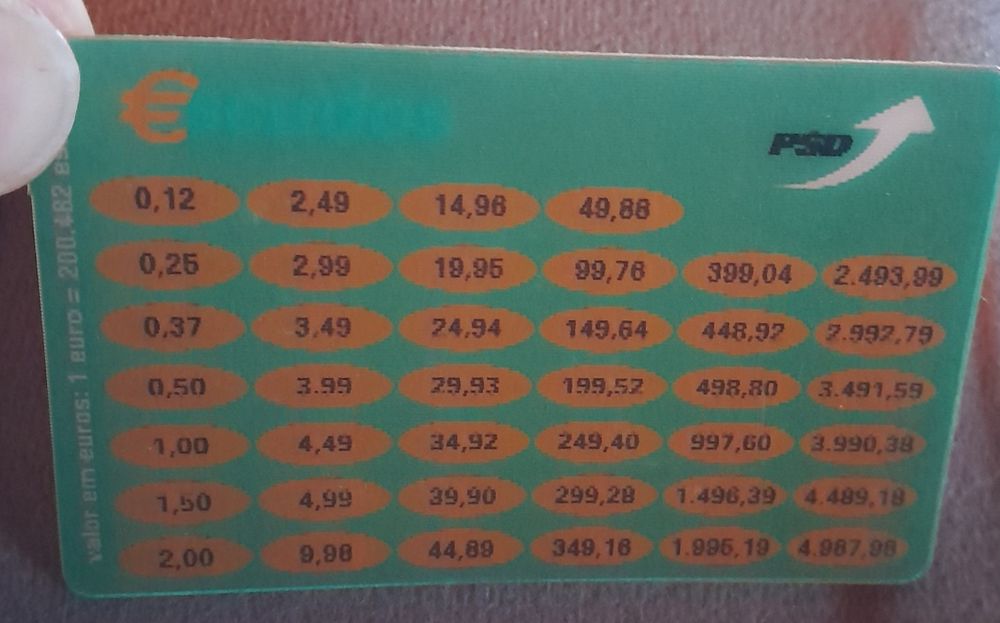 €
PSD
0,12 2,49 14,96 49,88
0,25 2,99 19,95 99,76 399,04 2.493,99
0,37 3,49 24,94 149,64 448,92 2.992,79
0,50 3.99 29,93 199,52 498,80 3.491,59
1,00 4,49 34,92 249,40 997,60 3.990,38
1,50 4,99 39,90 299,28 1.496,39 4.489,18
2,00 9,98 44,89 349,16 1.995,19 4.987,98
valor em euros: 1 euro = 200.482